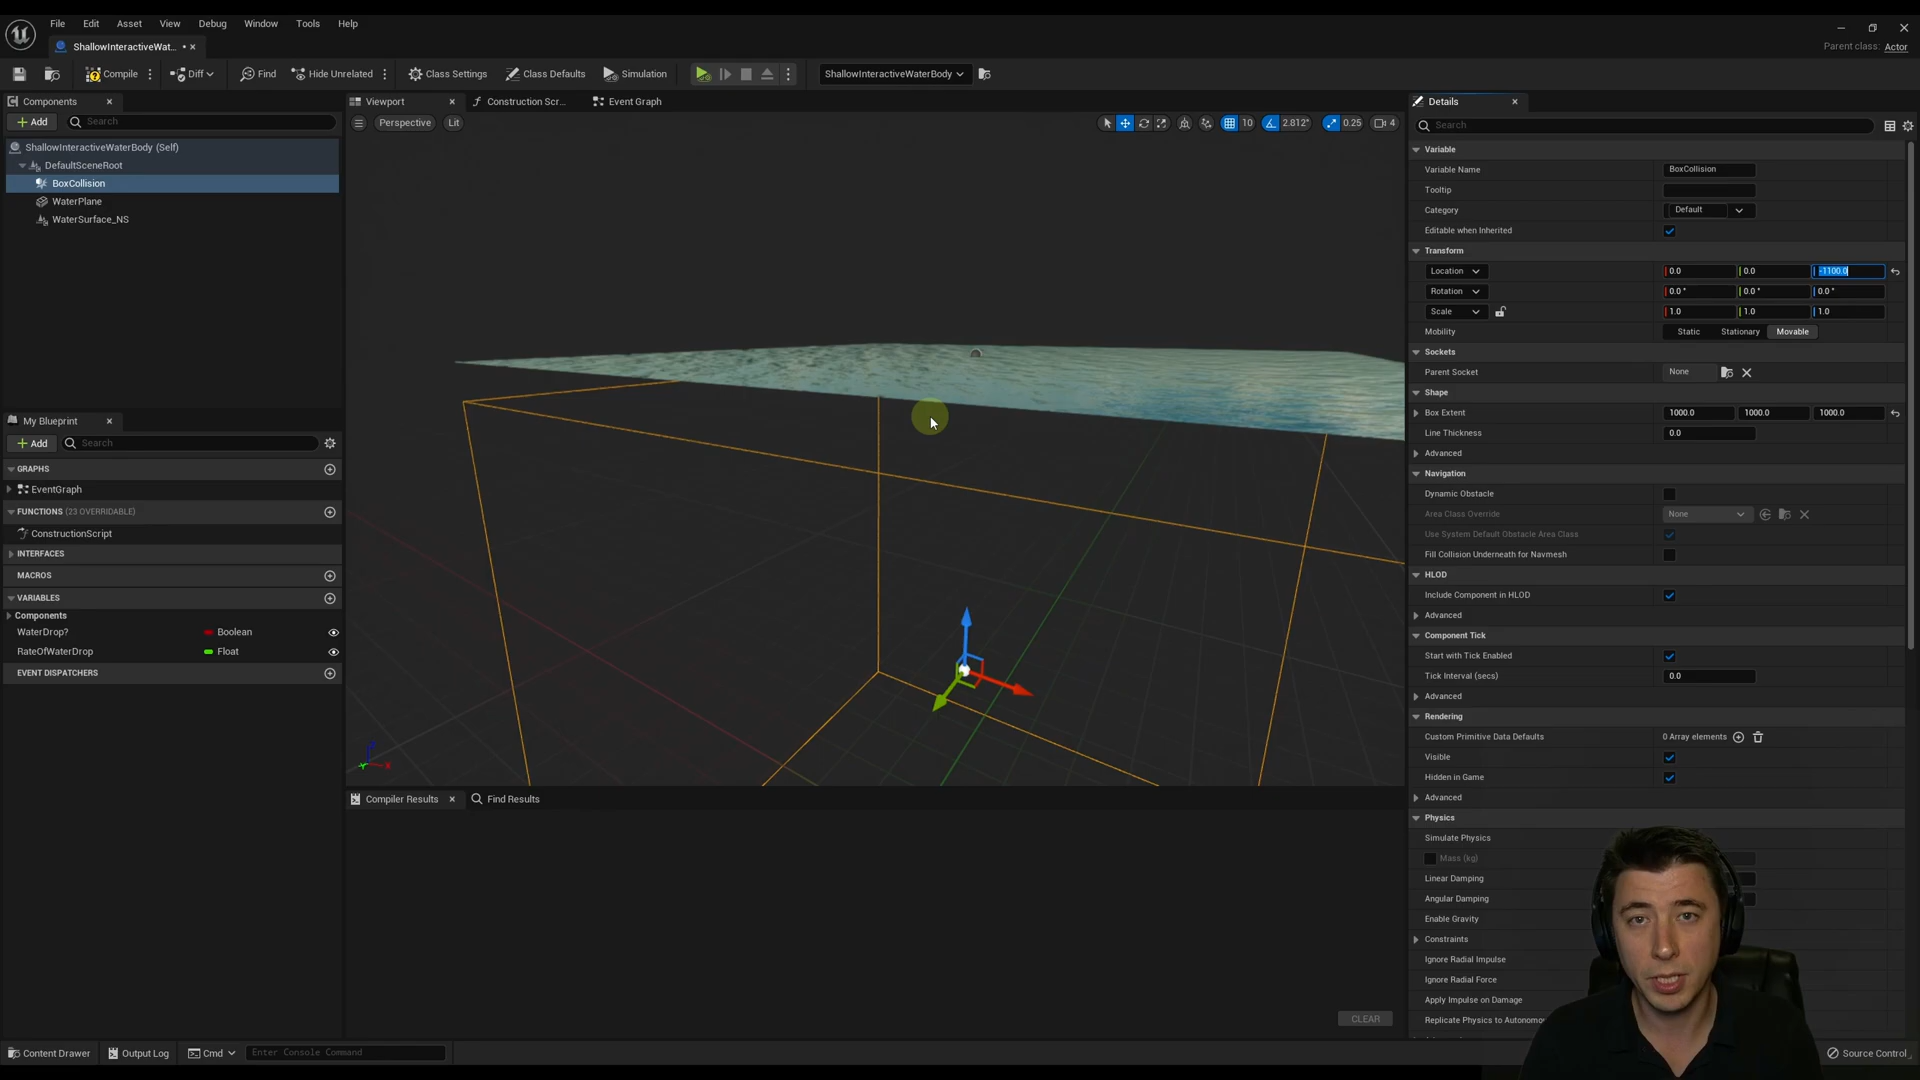 File Edit Asset View Debug Window Tools Help
ShallowInteractiveWat... •
Parent class: Actor
Compile Diff Find Hide Unrelated Class Settings Class Defaults Simulation ShallowInteractiveWaterBody
Components
Add Search
ShallowInteractiveWaterBody (Self)
DefaultSceneRoot
BoxCollision
WaterPlane
WaterSurface_NS
My Blueprint
Add Search
GRAPHS
EventGraph
FUNCTIONS (23 OVERRIDABLE)
ConstructionScript
INTERFACES
MACROS
VARIABLES
Components
WaterDrop? Boolean
RateOfWaterDrop Float
EVENT DISPATCHERS
Viewport Construction Scr... Event Graph
Perspective Lit 10 2.812° 0.25 4
Compiler Results Find Results
CLEAR
Details
Search
Variable
Variable Name BoxCollision
Tooltip
Category Default
Editable when Inherited
Transform
Location 0.0 0.0 -1100.0
Rotation 0.0 ° 0.0 ° 0.0 °
Scale 1.0 1.0 1.0
Mobility Static Stationary Movable
Sockets
Parent Socket None
Shape
Box Extent 1000.0 1000.0 1000.0
Line Thickness 0.0
Advanced
Navigation
Dynamic Obstacle
Area Class Override None
Use System Default Obstacle Area Class
Fill Collision Underneath for Navmesh
HLOD
Include Component in HLOD
Advanced
Component Tick
Start with Tick Enabled
Tick Interval (secs) 0.0
Advanced
Rendering
Custom Primitive Data Defaults 0 Array elements
Visible
Hidden in Game
Advanced
Physics
Simulate Physics
Mass (kg)
Linear Damping
Angular Damping
Enable Gravity
Constraints
Ignore Radial Impulse
Ignore Radial Force
Apply Impulse on Damage
Replicate Physics to Autonomo
Content Drawer Output Log Cmd Enter Console Command Source Control